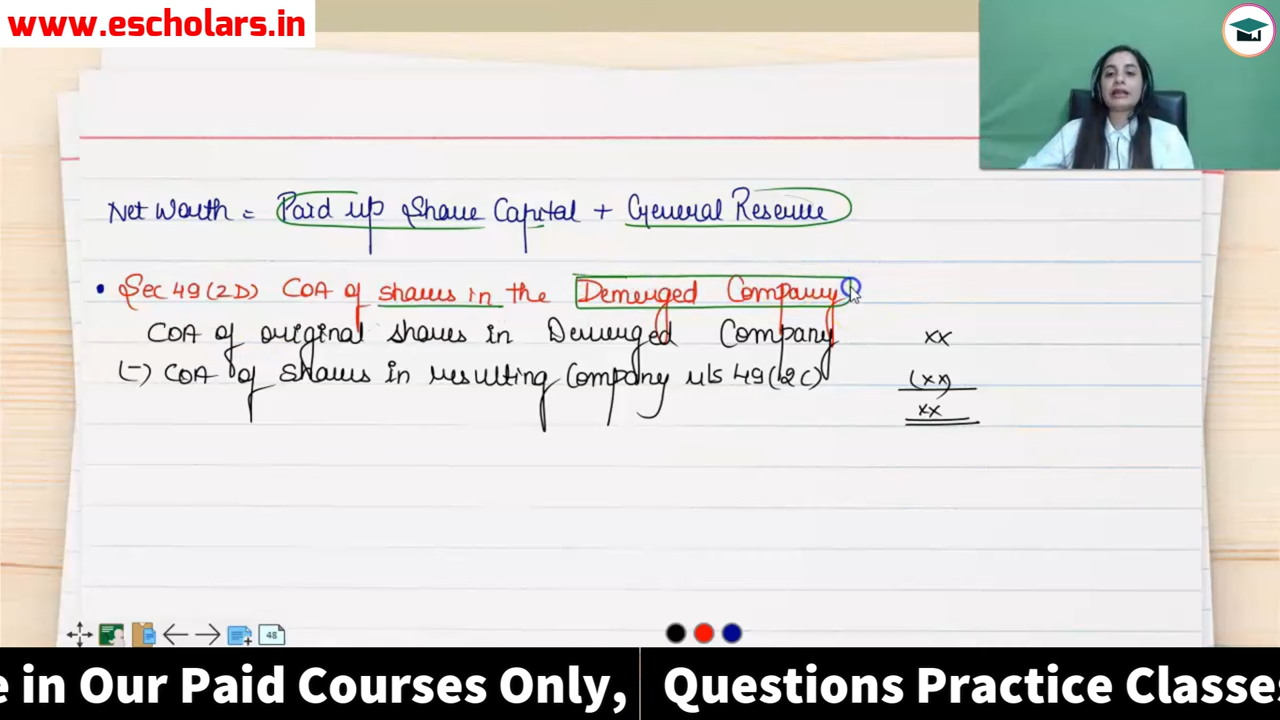 www.escholars.in
Net Worth = Paid up Share Capital + General Reserve
• Sec 49(2D) COA of shares in the Demerged Company
COA of original shares in Demerged Company xx
(-) COA of shares in resulting Company u/s 49(2C) (xx)
xx
48
e in Our Paid Courses Only, Questions Practice Classes